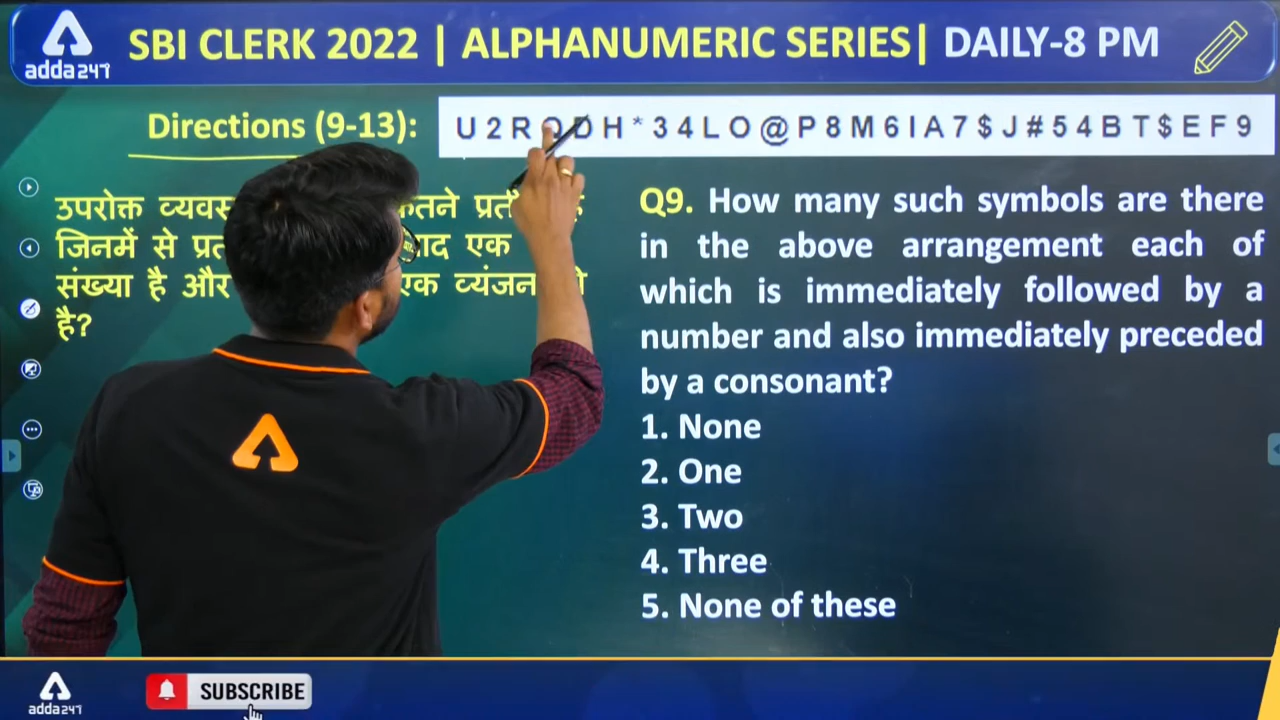 adda247
SBI CLERK 2022 | ALPHANUMERIC SERIES| DAILY-8 PM
Directions (9-13):
U 2 R D H * 3 4 L O @ P 8 M 6 I A 7 $ J # 5 4 B T $ E F 9
उपरोक्त
जिनमें से एक
संख्या है और एक व्यंजन
है?
Q9. How many such symbols are there
in the above arrangement each of
which is immediately followed by a
number and also immediately preceded
by a consonant?
1. None
2. One
3. Two
4. Three
5. None of these
adda247
SUBSCRIBE